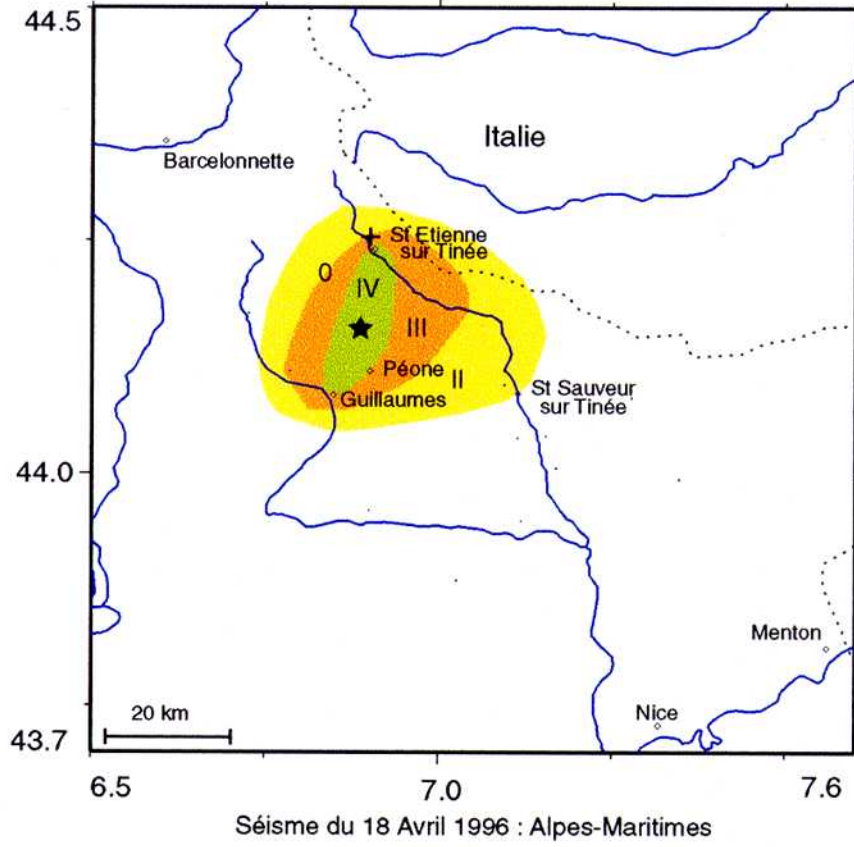 44.5
Italie
Barcelonnette
St Etienne
sur Tinée
0
IV
III
Péone
II
Guillaumes
St Sauveur
sur Tinée
44.0
Menton
20 km
Nice
43.7
6.5
7.0
7.6
Séisme du 18 Avril 1996 : Alpes-Maritimes